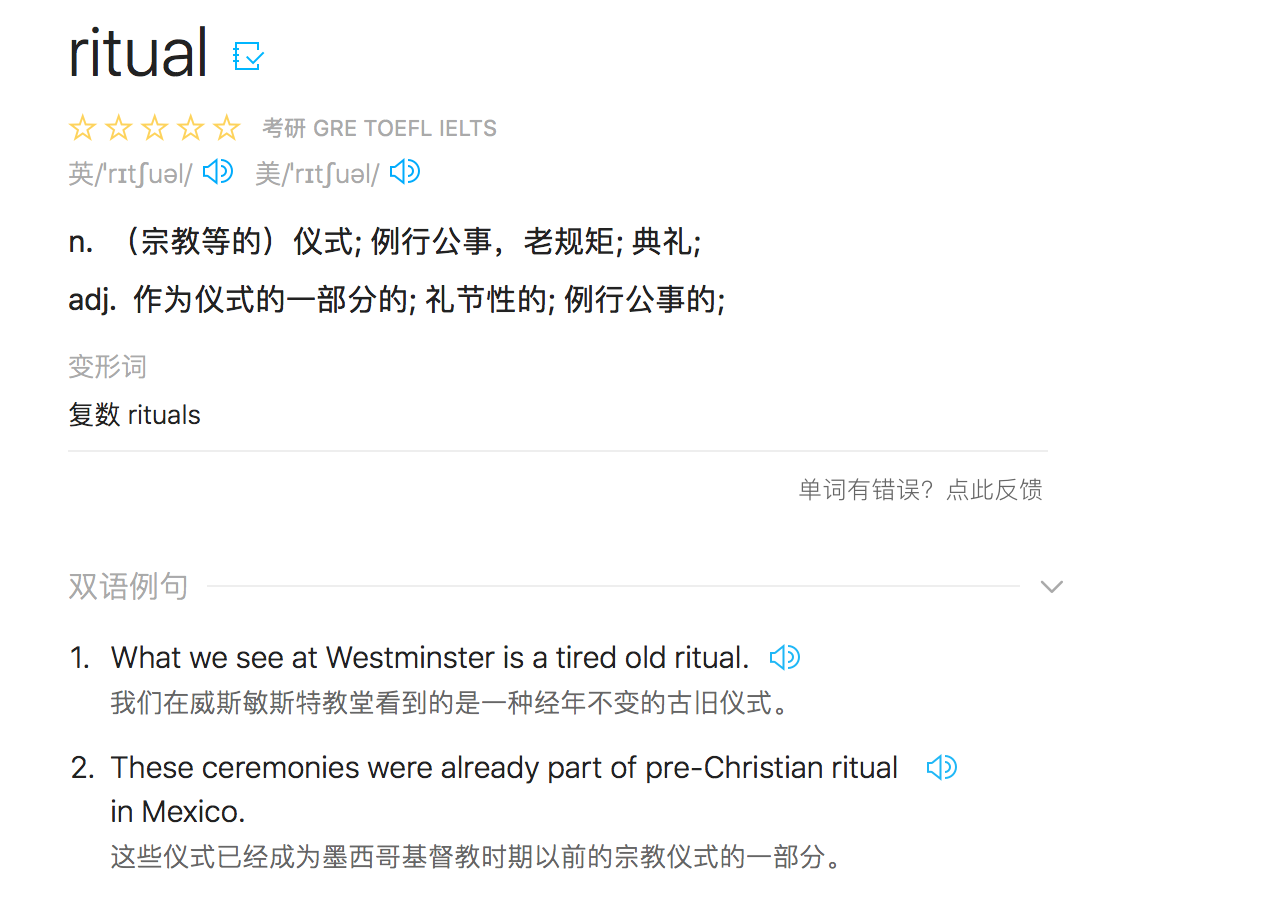 ritual
考研 GRE TOEFL IELTS
英/ˈrɪtʃuəl/ 美/ˈrɪtʃuəl/
n. （宗教等的）仪式; 例行公事，老规矩; 典礼;
adj. 作为仪式的一部分的; 礼节性的; 例行公事的;
变形词
复数 rituals
单词有错误？点此反馈
双语例句
1. What we see at Westminster is a tired old ritual.
我们在威斯敏斯特教堂看到的是一种经年不变的古旧仪式。
2. These ceremonies were already part of pre-Christian ritual
in Mexico.
这些仪式已经成为墨西哥基督教时期以前的宗教仪式的一部分。